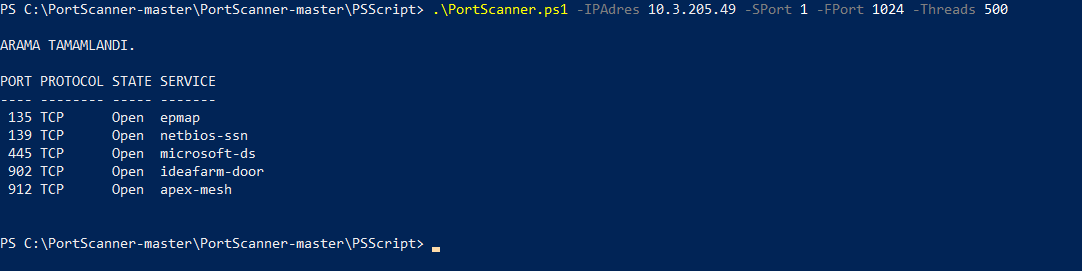 PS C:\PortScanner-master\PortScanner-master\PSScript> .\PortScanner.ps1 -IPAdres 10.3.205.49 -SPort 1 -FPort 1024 -Threads 500
ARAMA TAMAMLANDI.
PORT PROTOCOL STATE SERVICE
---- -------- ----- -------
135 TCP Open epmap
139 TCP Open netbios-ssn
445 TCP Open microsoft-ds
902 TCP Open ideafarm-door
912 TCP Open apex-mesh
PS C:\PortScanner-master\PortScanner-master\PSScript>